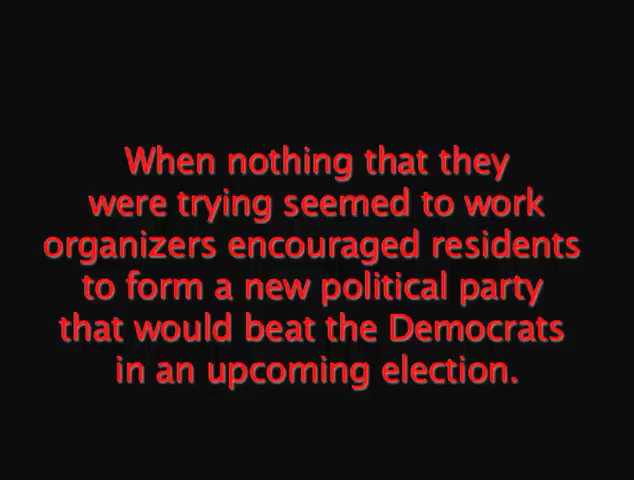 When nothing that they
were trying seemed to work
organizers encouraged residents
to form a new political party
that would beat the Democrats
in an upcoming election.